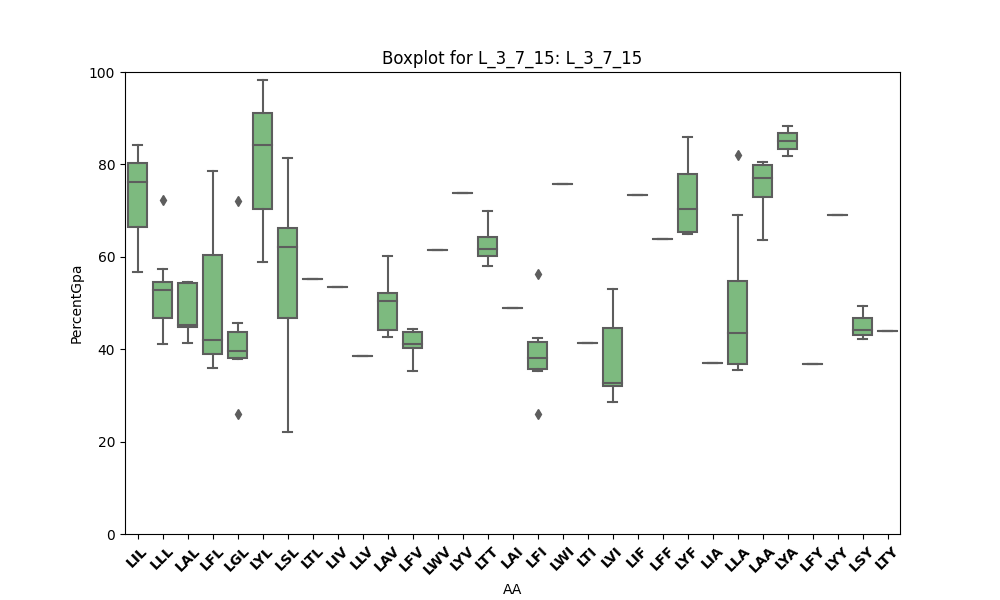 Boxplot for L_3_7_15: L_3_7_15
100
80
60
40
20
0
PercentGpa
LIL LLL LAL LFL LGL LYL LSL LTL LIV LLV LAV LFV LWV LYV LTT LAI LFI LWI LTI LVI LIF LFF LYF LIA LLA LAA LYA LFY LYY LSY LTY
AA